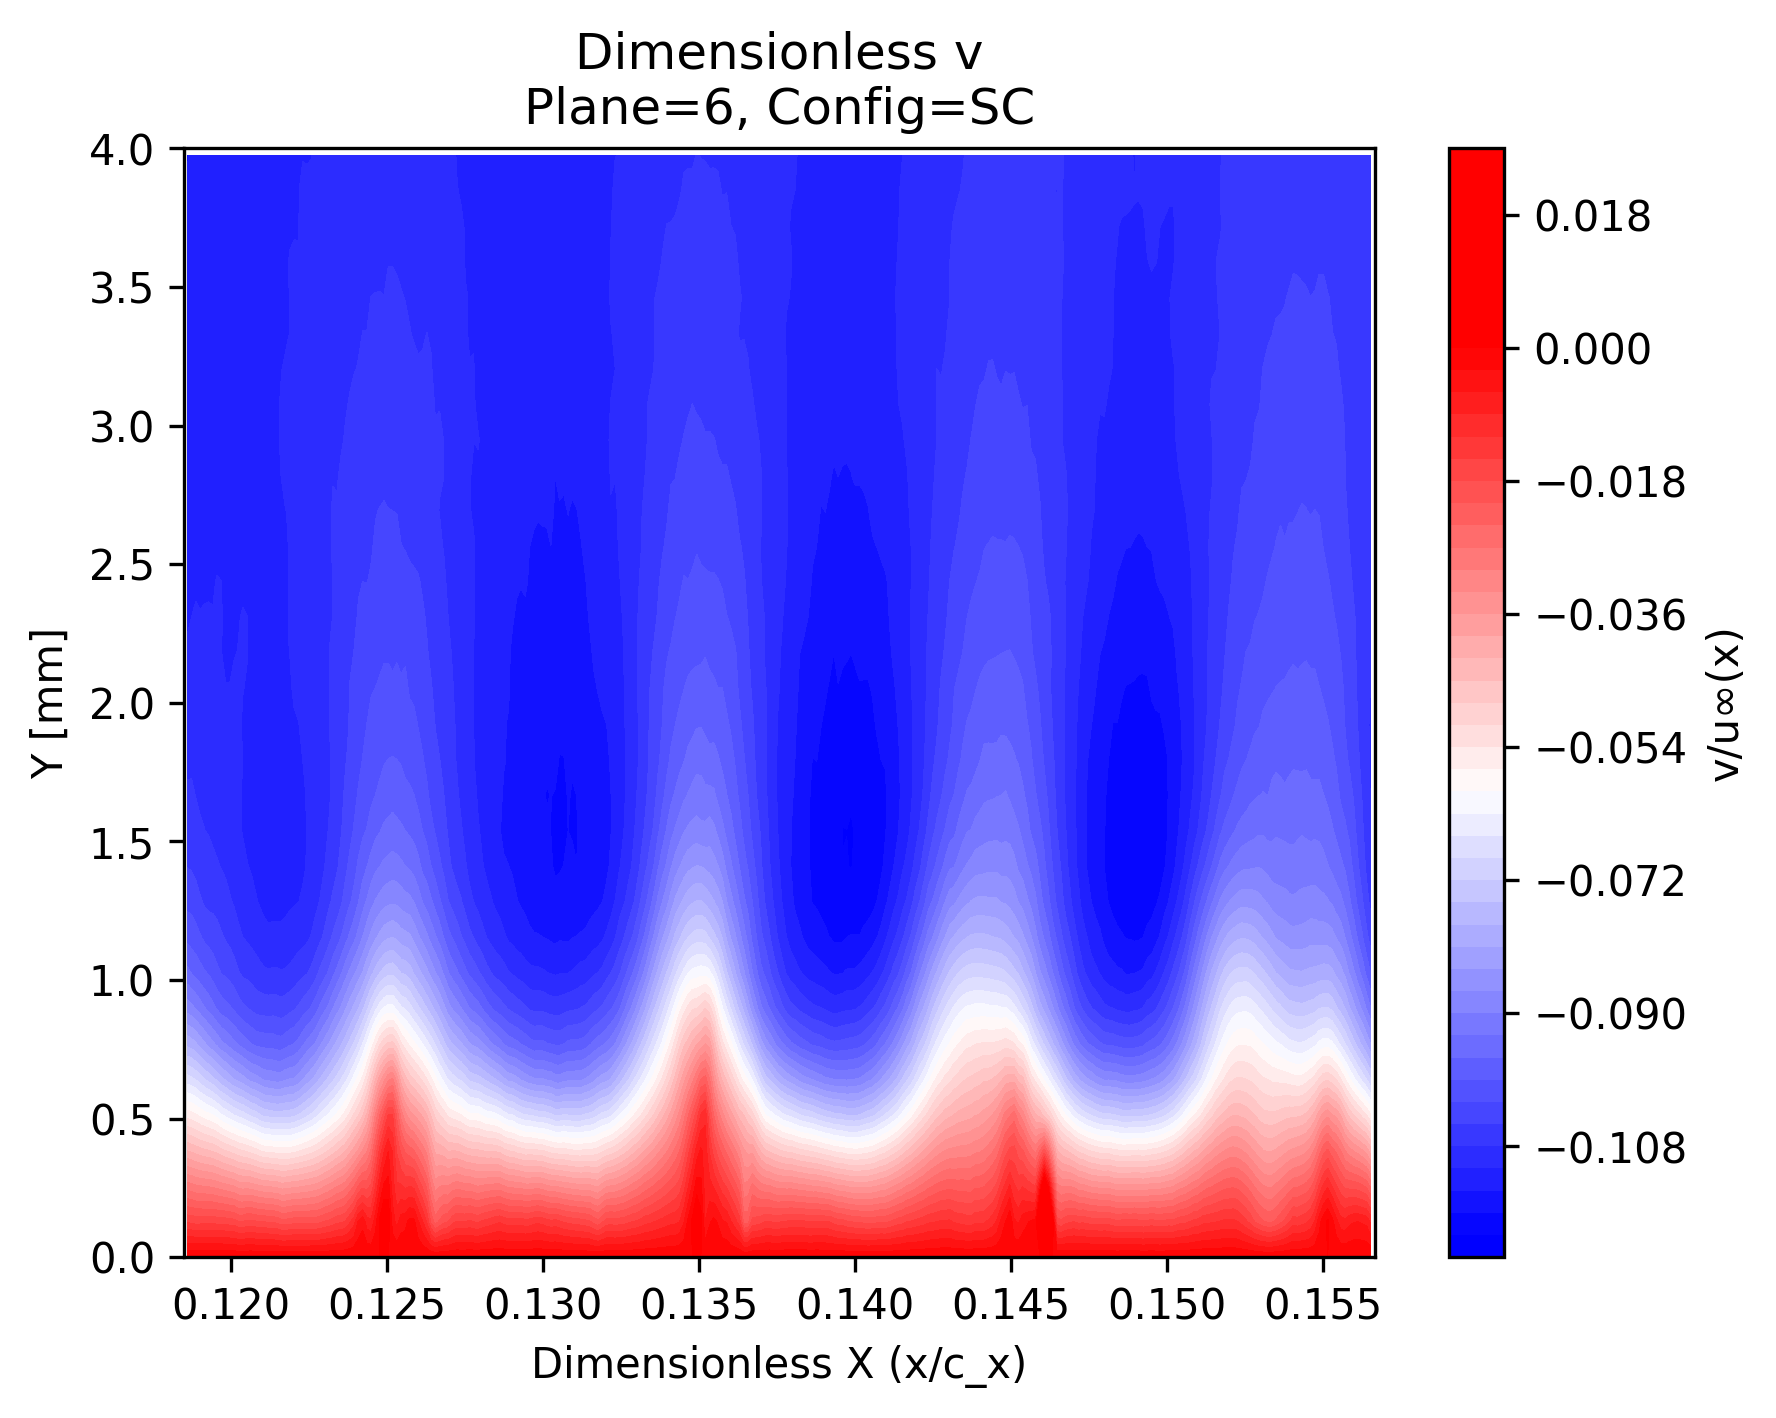 Dimensionless v
Plane=6, Config=SC
4.0
3.5
3.0
2.5
2.0
1.5
1.0
0.5
0.0
Y [mm]
0.120 0.125 0.130 0.135 0.140 0.145 0.150 0.155
Dimensionless X (x/c_x)
0.018
0.000
−0.018
−0.036
−0.054
−0.072
−0.090
−0.108
v/u∞(x)